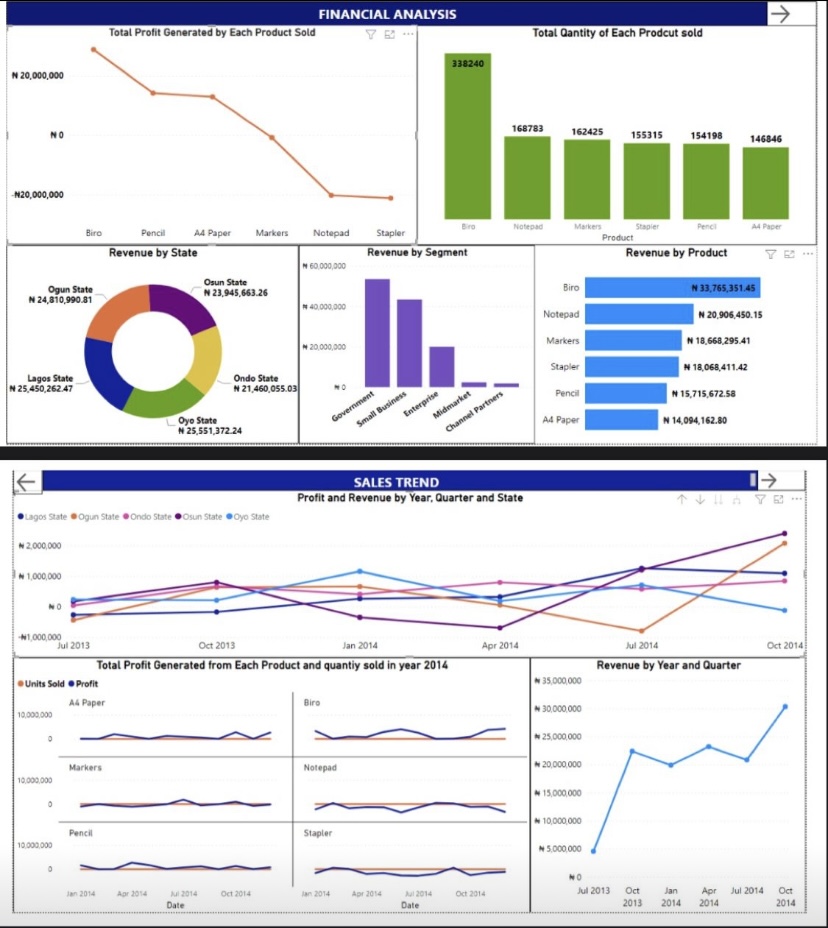 FINANCIAL ANALYSIS
Total Profit Generated by Each Product Sold
₦ 20,000,000
₦ 0
-₦20,000,000
Biro Pencil A4 Paper Markers Notepad Stapler
Total Qantity of Each Prodcut sold
338240
168783
162425
155315
154198
146846
Biro Notepad Markers Stapler Pencil A4 Paper
Product
Revenue by State
Ogun State
₦ 24,810,990.81
Osun State
₦ 23,945,663.26
Lagos State
₦ 25,450,262.47
Ondo State
₦ 21,460,055.03
Oyo State
₦ 25,551,372.24
Revenue by Segment
₦ 60,000,000
₦ 40,000,000
₦ 20,000,000
₦ 0
Government
Small Business
Enterprise
Midmarket
Channel Partners
Revenue by Product
Biro ₦ 33,765,351.45
Notepad ₦ 20,906,450.15
Markers ₦ 18,668,295.41
Stapler ₦ 18,068,411.42
Pencil ₦ 15,715,672.58
A4 Paper ₦ 14,094,162.80
SALES TREND
Profit and Revenue by Year, Quarter and State
Lagos State Ogun State Ondo State Osun State Oyo State
₦ 2,000,000
₦ 1,000,000
₦ 0
-₦1,000,000
Jul 2013 Oct 2013 Jan 2014 Apr 2014 Jul 2014 Oct 2014
Total Profit Generated from Each Product and quantiy sold in year 2014
Units Sold Profit
A4 Paper Biro
10,000,000
0
Markers Notepad
10,000,000
0
Pencil Stapler
10,000,000
0
Jan 2014 Apr 2014 Jul 2014 Oct 2014 Jan 2014 Apr 2014 Jul 2014 Oct 2014
Date Date
Revenue by Year and Quarter
₦ 35,000,000
₦ 30,000,000
₦ 25,000,000
₦ 20,000,000
₦ 15,000,000
₦ 10,000,000
₦ 5,000,000
₦ 0
Jul 2013 Oct 2013 Jan 2014 Apr 2014 Jul 2014 Oct 2014